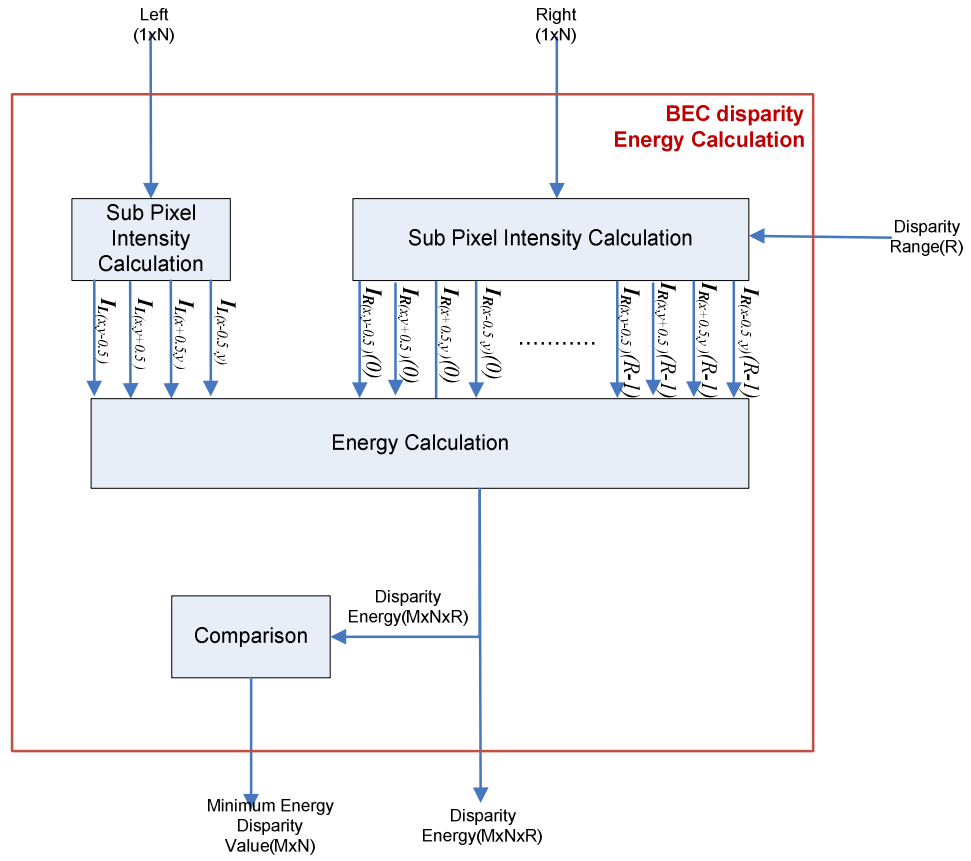 Left
(1xN)
Right
(1xN)
BEC disparity
Energy Calculation
Sub Pixel
Intensity
Calculation
Sub Pixel Intensity Calculation
Disparity
Range(R)
I_L(x,y-0.5 )
I_L(x,y+0.5 )
I_L(x+0.5,y )
I_L(x-0.5 ,y)
I_R(x,y-0.5 )(0)
I_R(x,y+0.5 )(0)
I_R(x+0.5,y )(0)
I_R(x-0.5 ,y)(0)
...........
I_R(x,y-0.5 )(R-1)
I_R(x,y+0.5 )(R-1)
I_R(x+0.5,y )(R-1)
I_R(x-0.5 ,y)(R-1)
Energy Calculation
Disparity
Energy(MxNxR)
Comparison
Minimum Energy
Disparity
Value(MxN)
Disparity
Energy(MxNxR)